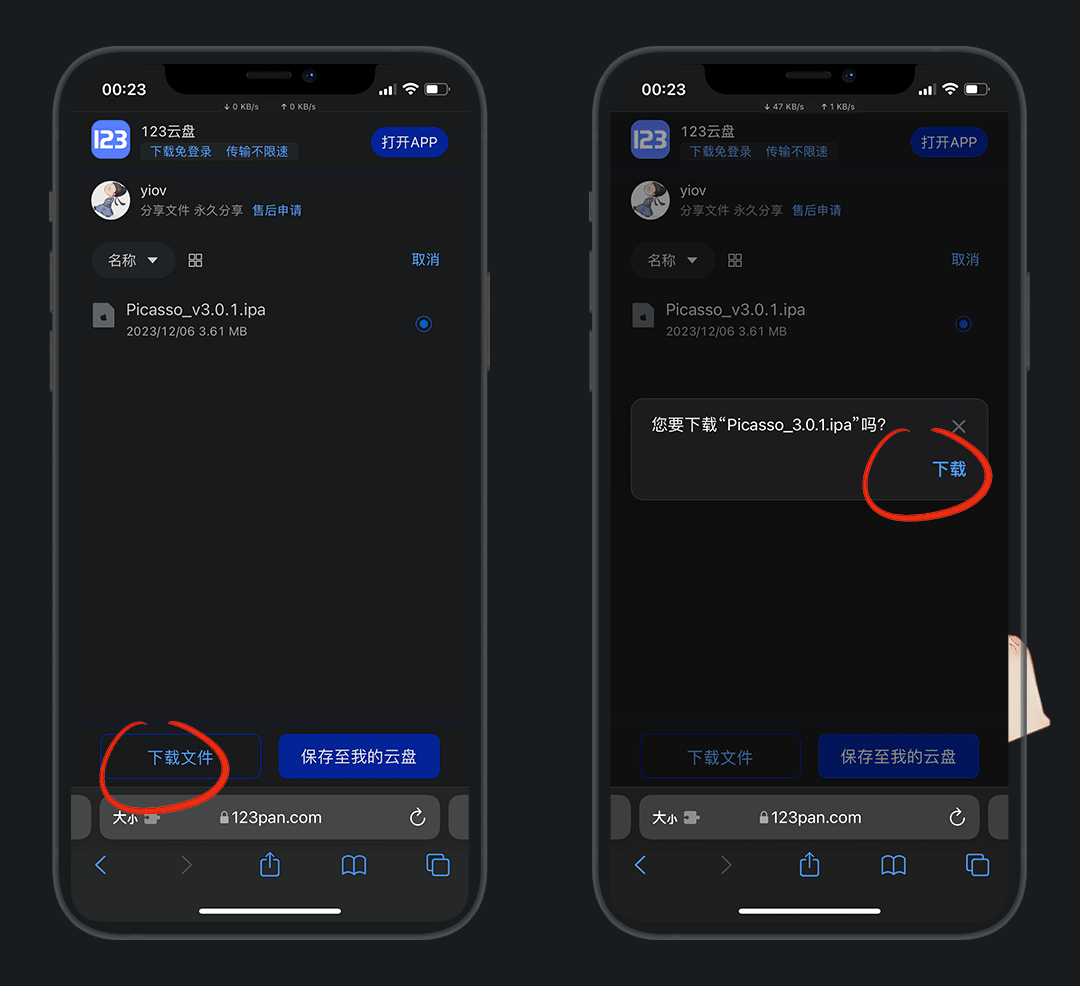 00:23
↓ 0 KB/s ↑ 0 KB/s
123
123云盘
下载免登录 传输不限速
打开APP
yiov
分享文件 永久分享 售后申请
名称
取消
Picasso_v3.0.1.ipa
2023/12/06 3.61 MB
下载文件
保存至我的云盘
大小
123pan.com
00:23
↓ 47 KB/s ↑ 1 KB/s
123
123云盘
下载免登录 传输不限速
打开APP
yiov
分享文件 永久分享 售后申请
名称
取消
Picasso_v3.0.1.ipa
2023/12/06 3.61 MB
您要下载“Picasso_3.0.1.ipa”吗?
下载
下载文件
保存至我的云盘
大小
123pan.com